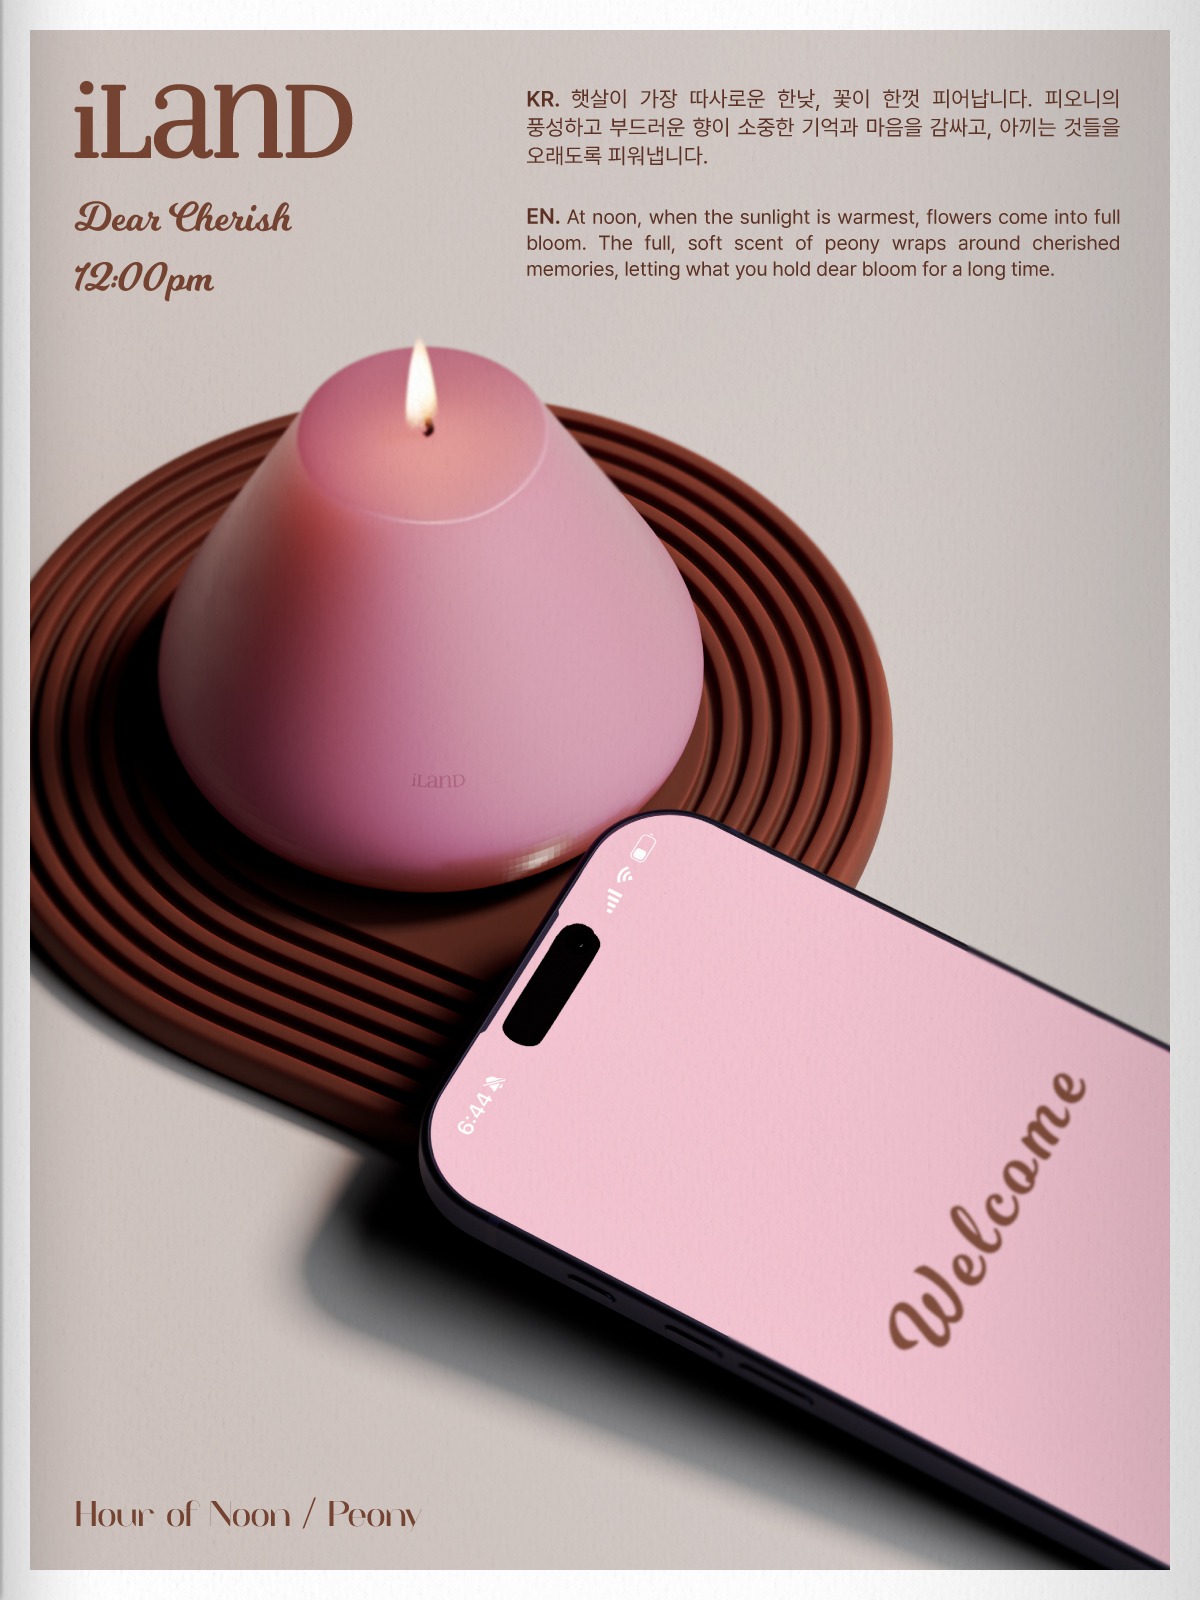 iLaND
Dear Cherish
12:00pm
KR. 햇살이 가장 따사로운 한낮, 꽃이 한껏 피어납니다. 피오니의
풍성하고 부드러운 향이 소중한 기억과 마음을 감싸고, 아끼는 것들을
오래도록 피워냅니다.
EN. At noon, when the sunlight is warmest, flowers come into full
bloom. The full, soft scent of peony wraps around cherished
memories, letting what you hold dear bloom for a long time.
iLaND
6:44
Welcome
Hour of Noon / Peony